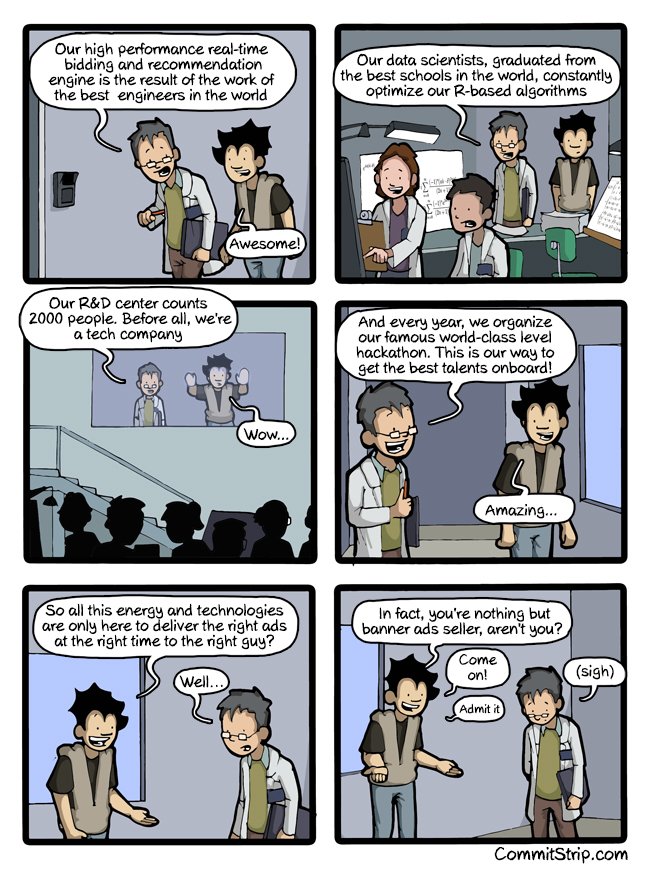 Our high performance real-time
bidding and recommendation
engine is the result of the work of
the best engineers in the world
Awesome!
Our data scientists, graduated from
the best schools in the world, constantly
optimize our R-based algorithms
Our R&D center counts
2000 people. Before all, we're
a tech company
Wow...
And every year, we organize
our famous world-class level
hackathon. This is our way to
get the best talents onboard!
Amazing...
So all this energy and technologies
are only here to deliver the right ads
at the right time to the right guy?
Well...
In fact, you're nothing but
banner ads seller, aren't you?
Come
on!
Admit it
(sigh)
CommitStrip.com